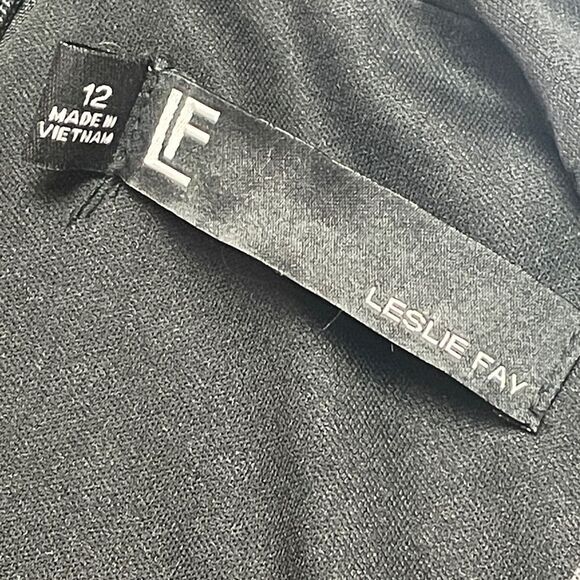 12
MADE IN
VIETNAM
LF
LESLIE FAY